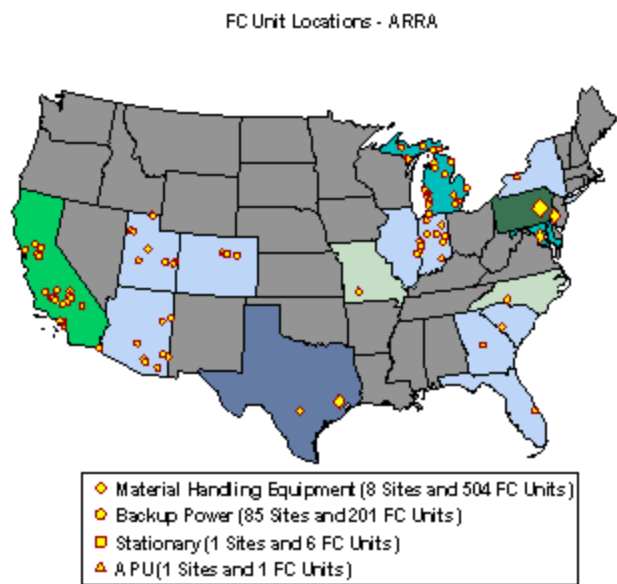 FC Unit Locations - ARRA
Material Handling Equipment (8 Sites and 504 FC Units)
Backup Power (85 Sites and 201 FC Units)
Stationary (1 Sites and 6 FC Units)
APU (1 Sites and 1 FC Units)